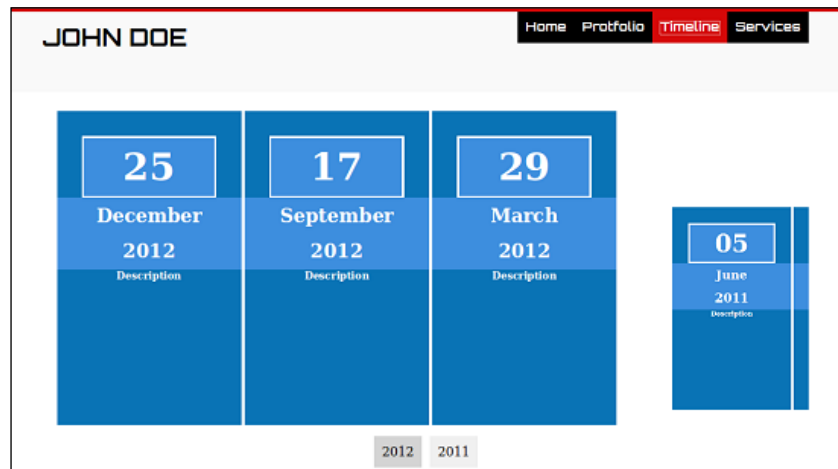 JOHN DOE
Home Protfolio Timeline Services
25
December
2012
Description
17
September
2012
Description
29
March
2012
Description
05
June
2011
Description
2012 2011